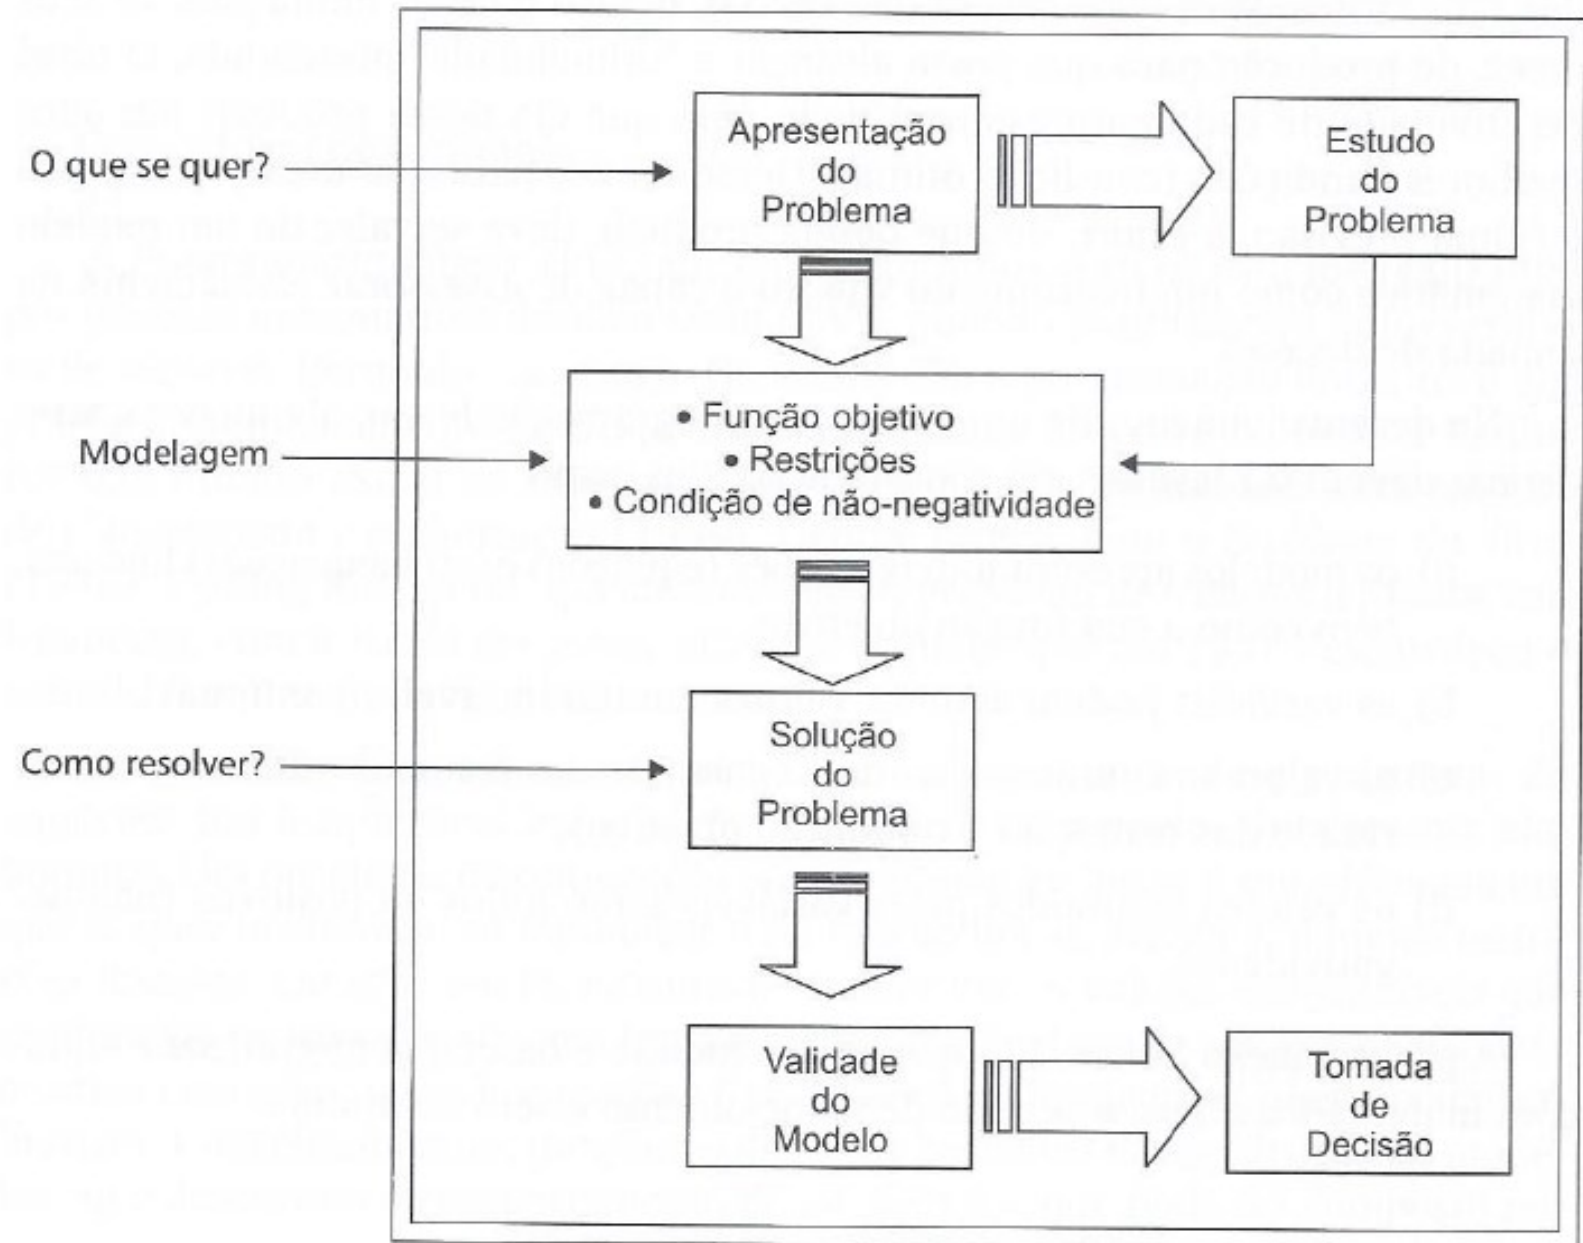 O que se quer?
Apresentação
do
Problema
Estudo
do
Problema
Modelagem
• Função objetivo
• Restrições
• Condição de não-negatividade
Como resolver?
Solução
do
Problema
Validade
do
Modelo
Tomada
de
Decisão